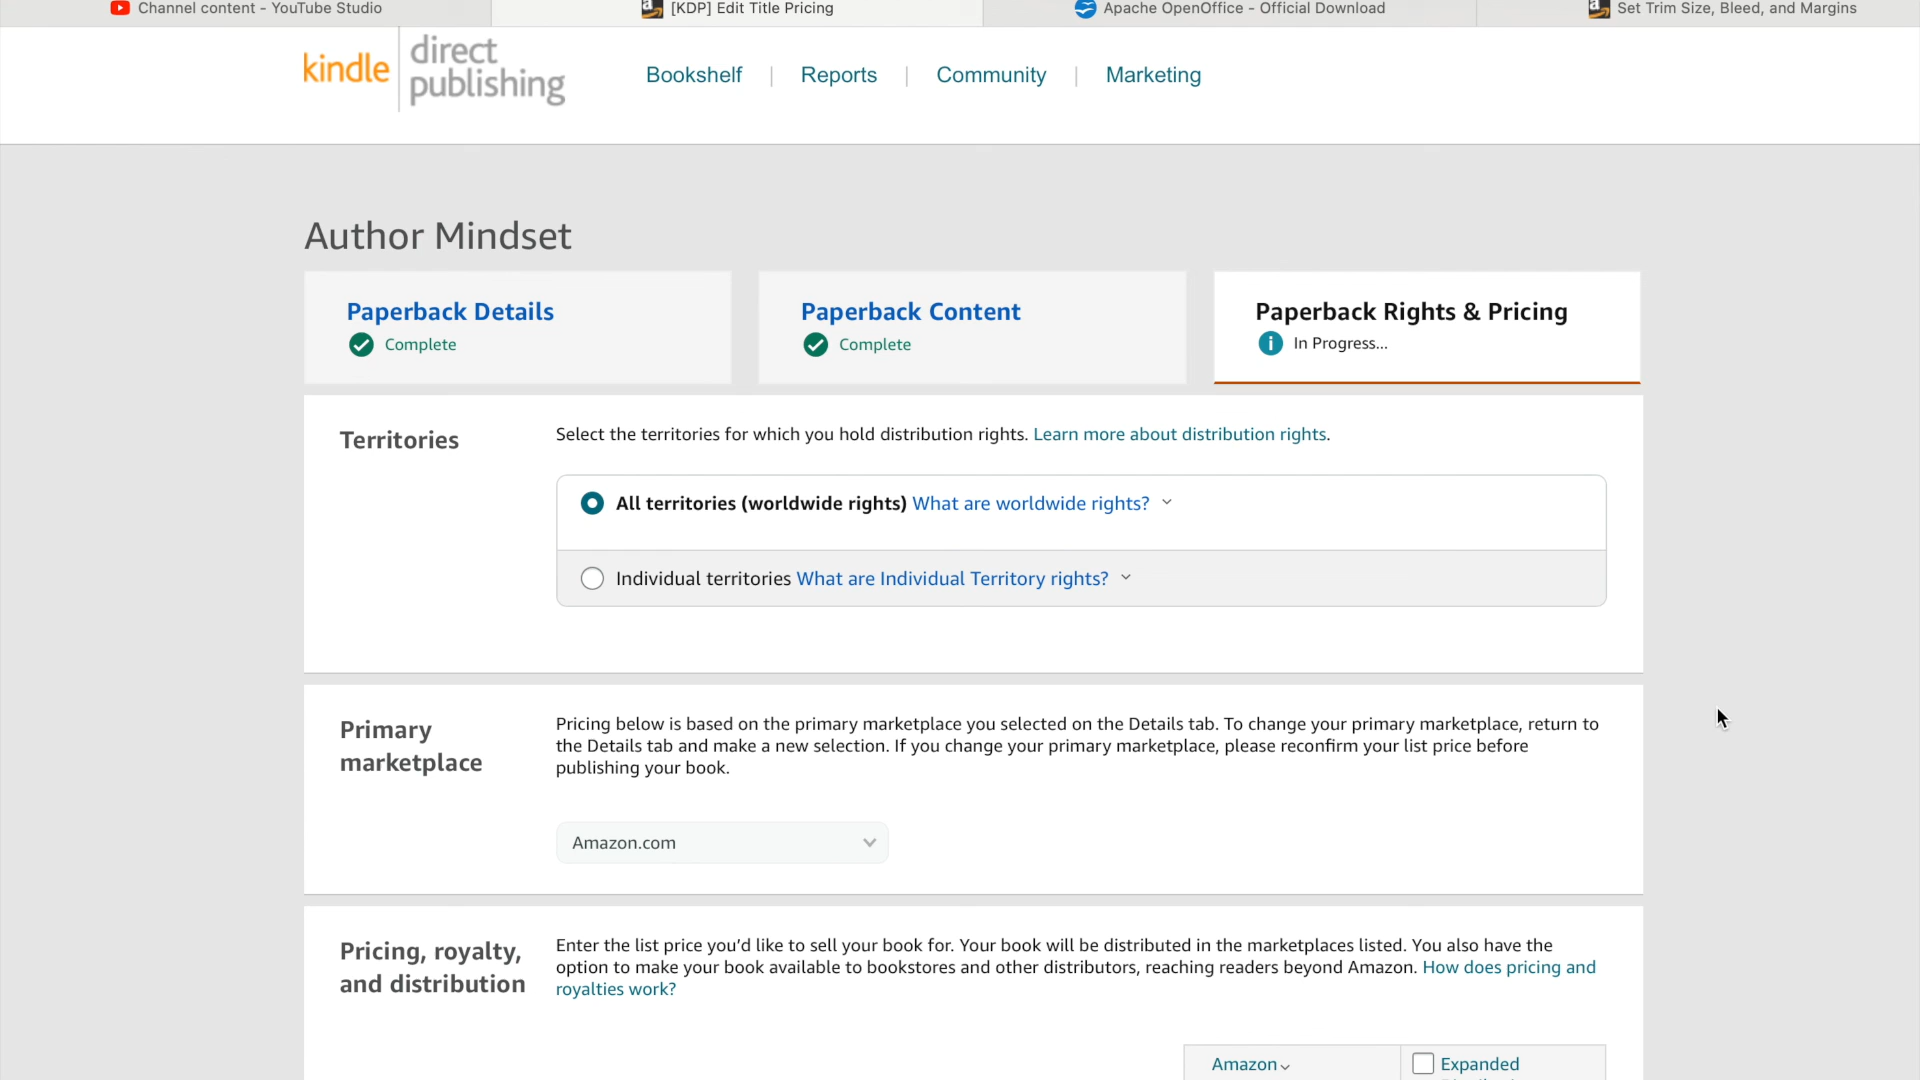 Channel content - YouTube Studio
[KDP] Edit Title Pricing
Apache OpenOffice - Official Download
Set Trim Size, Bleed, and Margins
kindle direct publishing
Bookshelf | Reports | Community | Marketing
Author Mindset
Paperback Details
Complete
Paperback Content
Complete
Paperback Rights & Pricing
In Progress...
Territories
Select the territories for which you hold distribution rights. Learn more about distribution rights.
All territories (worldwide rights) What are worldwide rights?
Individual territories What are Individual Territory rights?
Primary
marketplace
Pricing below is based on the primary marketplace you selected on the Details tab. To change your primary marketplace, return to
the Details tab and make a new selection. If you change your primary marketplace, please reconfirm your list price before
publishing your book.
Amazon.com
Pricing, royalty,
and distribution
Enter the list price you'd like to sell your book for. Your book will be distributed in the marketplaces listed. You also have the
option to make your book available to bookstores and other distributors, reaching readers beyond Amazon. How does pricing and
royalties work?
Amazon
Expanded